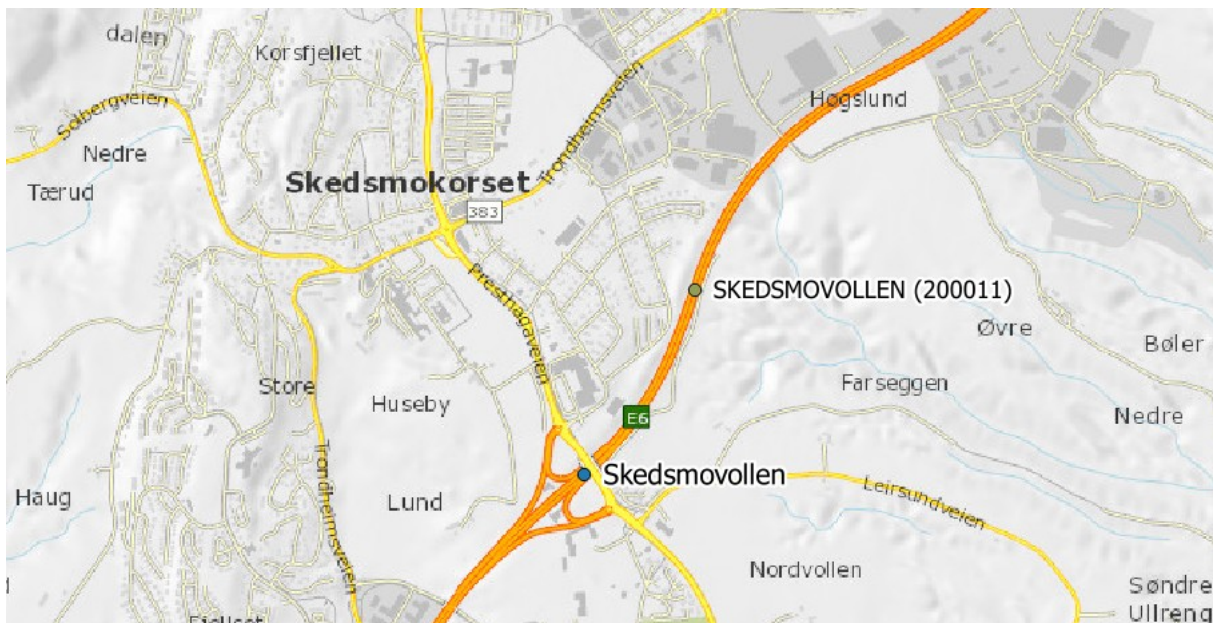 dalen
Korsfjellet
Solbergveien
Nedre
Tærud
Skedsmokorset
383
Trondheimsveien
Høgslund
Presthagaveien
SKEDSMOVOLLEN (200011)
Øvre
Bøler
Store
Huseby
Farseggen
Nedre
E6
Trondheimsveien
Haug
Lund
Skedsmovollen
Leirsundveien
Nordvollen
Søndre
Ullreng